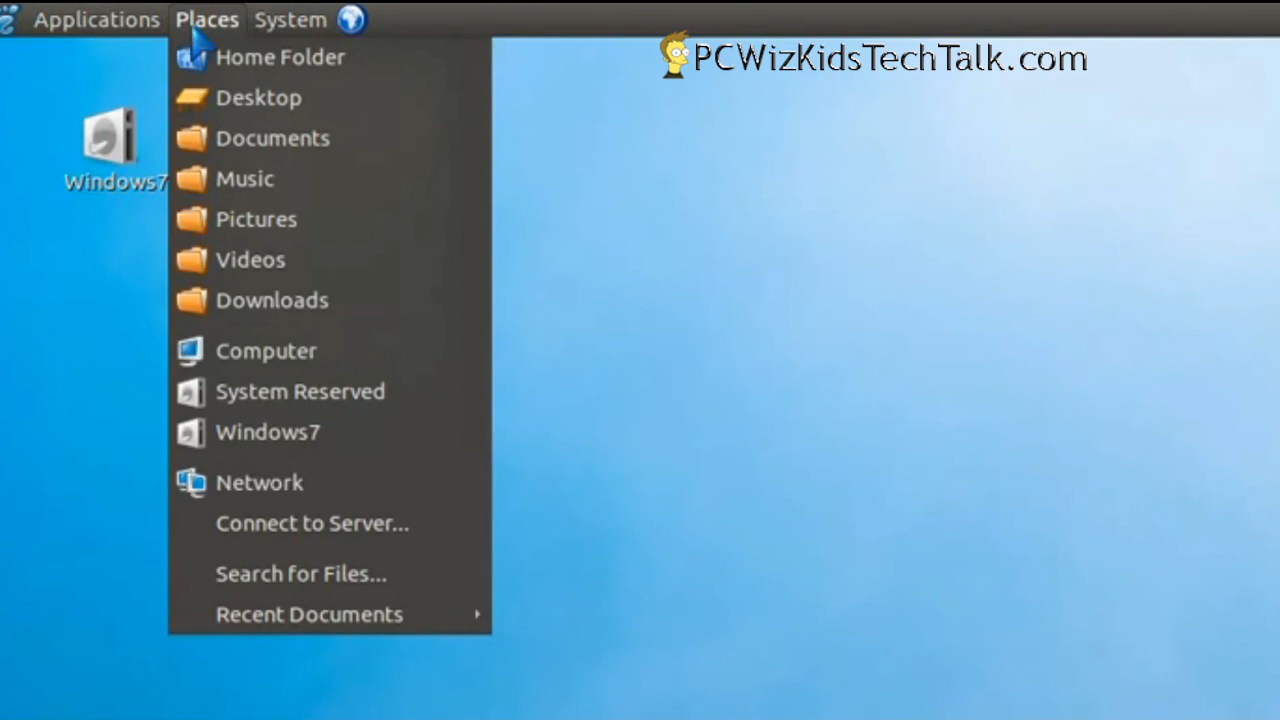 Applications Places System
PCWizKidsTechTalk.com
Home Folder
Desktop
Documents
Windows7
Music
Pictures
Videos
Downloads
Computer
System Reserved
Windows7
Network
Connect to Server...
Search for Files...
Recent Documents